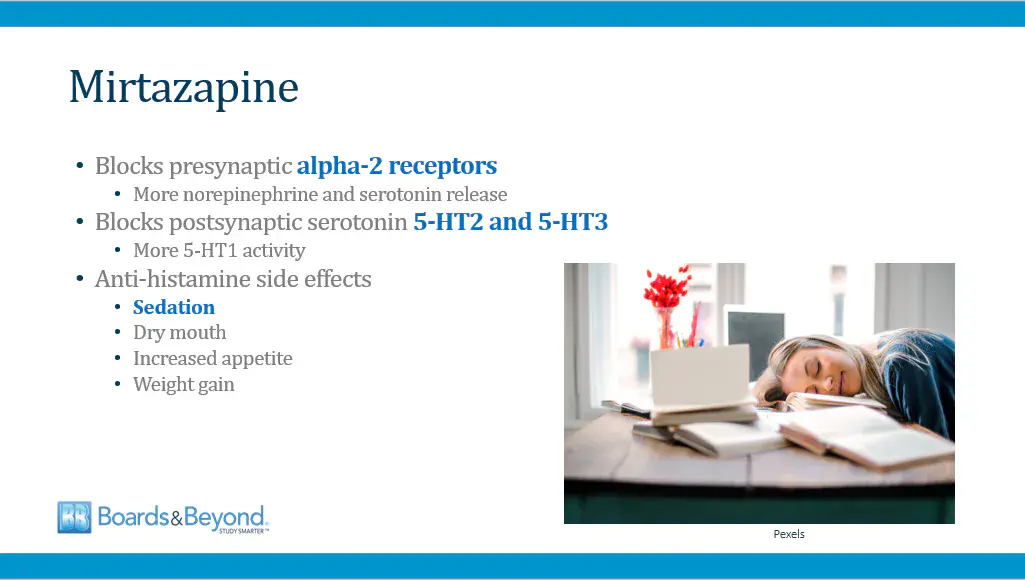 Mirtazapine
• Blocks presynaptic alpha-2 receptors
• More norepinephrine and serotonin release
• Blocks postsynaptic serotonin 5-HT2 and 5-HT3
• More 5-HT1 activity
• Anti-histamine side effects
• Sedation
• Dry mouth
• Increased appetite
• Weight gain
BB Boards&Beyond®
STUDY SMARTER™
Pexels